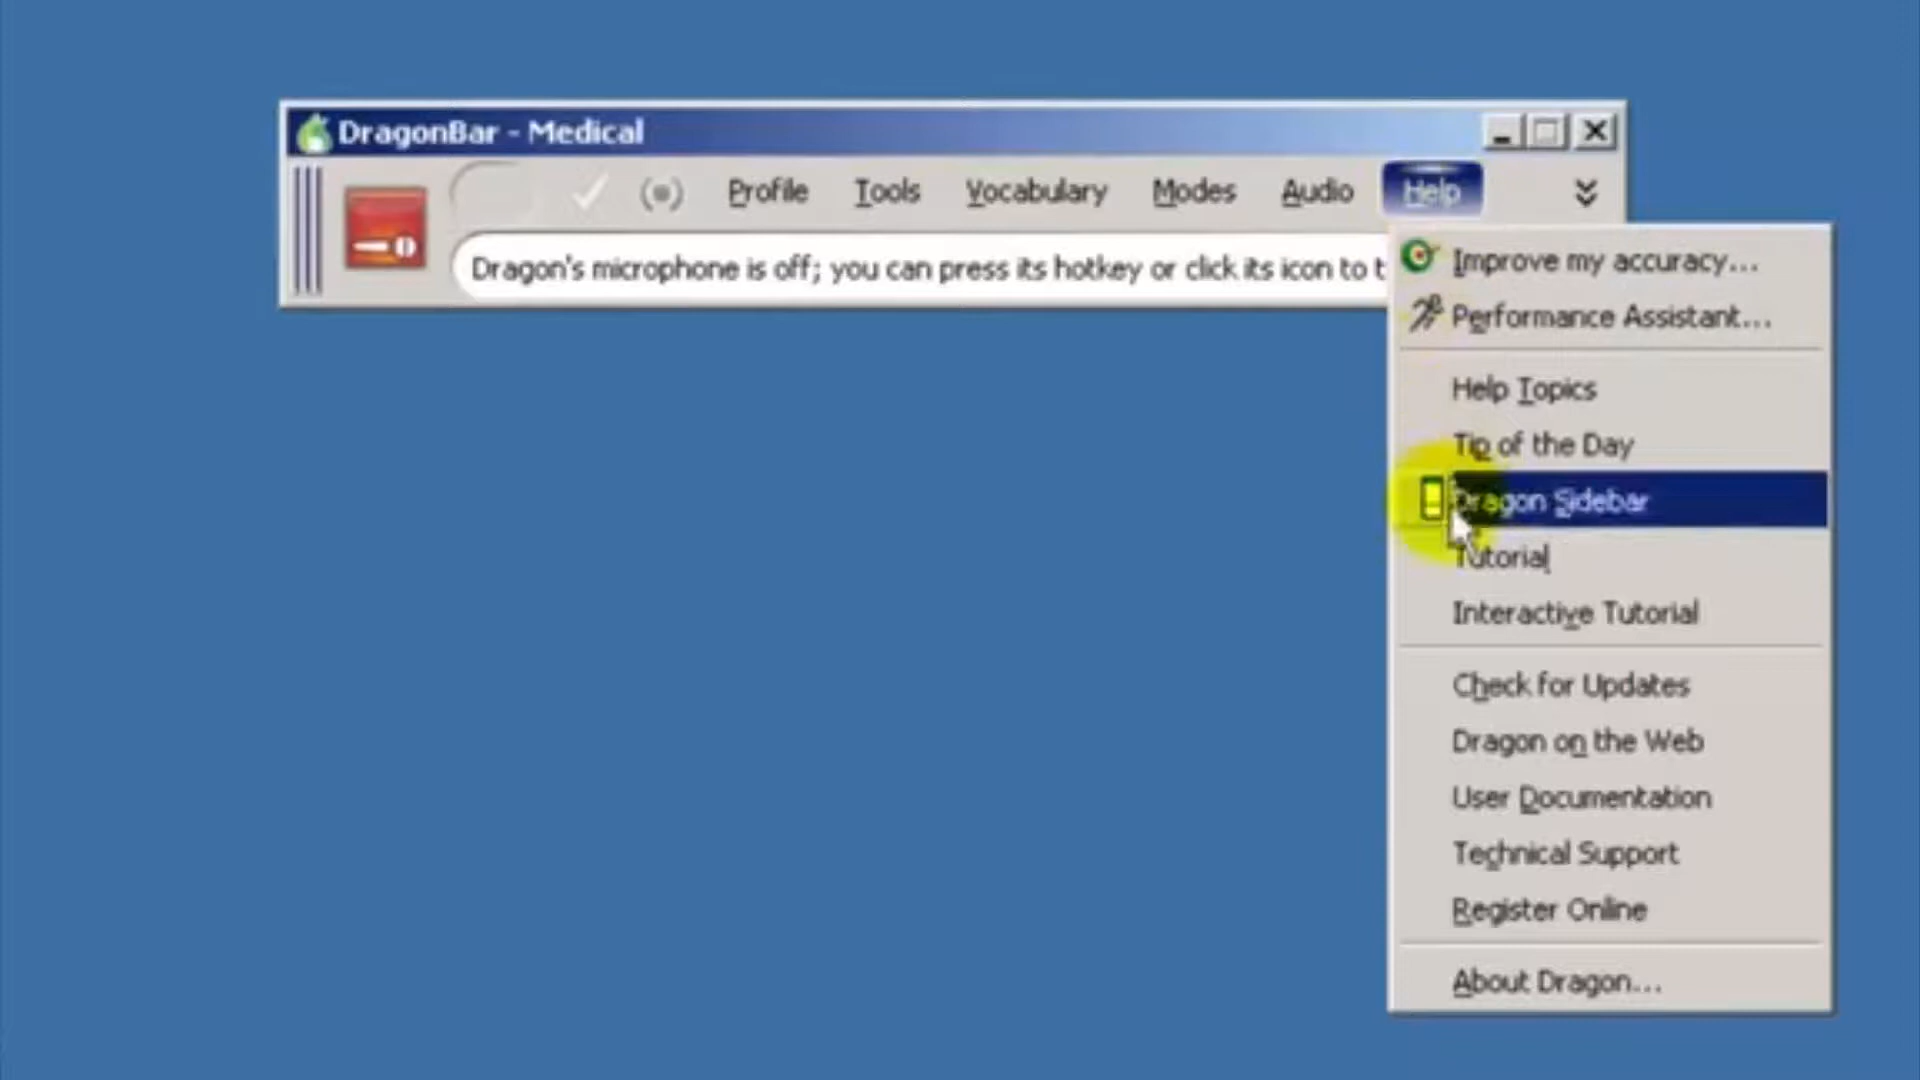 DragonBar - Medical
Profile Tools Vocabulary Modes Audio Help
Dragon's microphone is off; you can press its hotkey or click its icon to t
Improve my accuracy...
Performance Assistant...
Help Topics
Tip of the Day
Dragon Sidebar
Tutorial
Interactive Tutorial
Check for Updates
Dragon on the Web
User Documentation
Technical Support
Register Online
About Dragon...